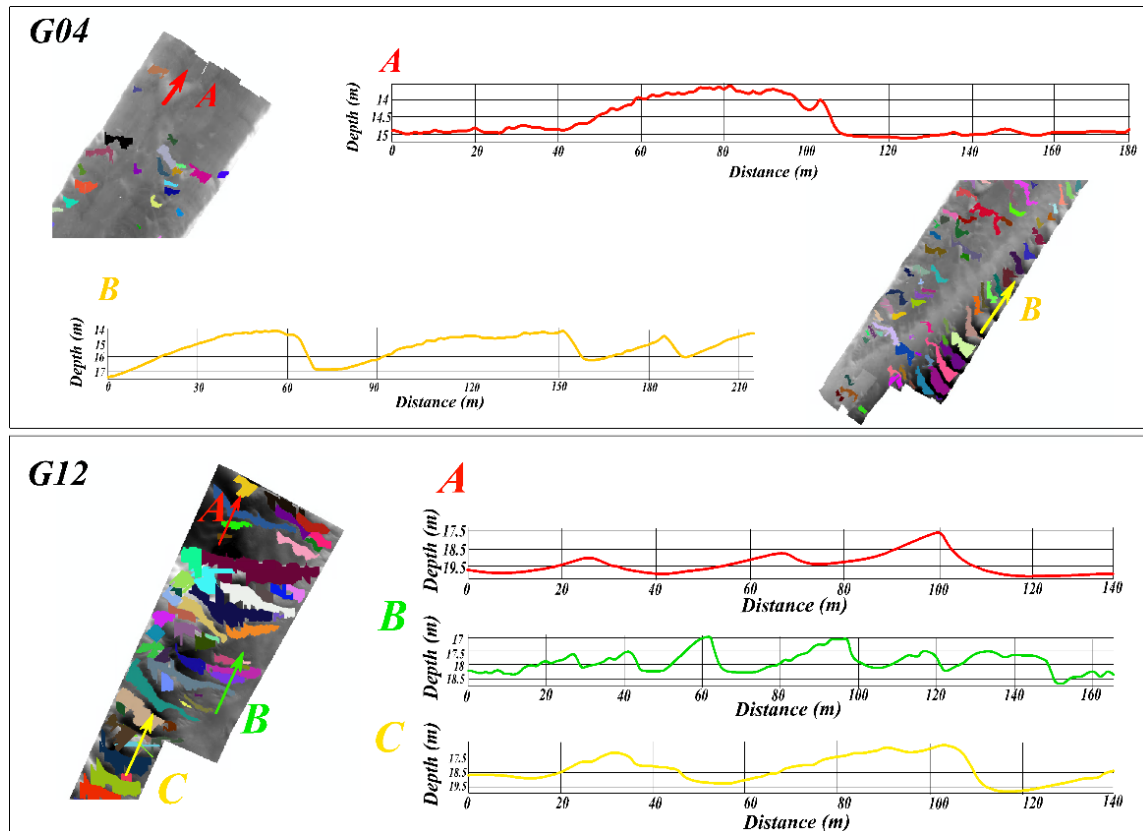 G04
A
A
Depth (m)
14
14.5
15
0 20 40 60 80 100 120 140 160 180
Distance (m)
B
B
Depth (m)
14
15
16
17
0 30 60 90 120 150 185 210
Distance (m)
G12
A
B
C
A
Depth (m)
17.5
18.5
19.5
0 20 40 60 80 100 120 140
Distance (m)
B
Depth (m)
17
17.5
18
18.5
0 20 40 60 80 100 120 140 160
Distance (m)
C
Depth (m)
17.5
18.5
19.5
0 20 40 60 80 100 120 140
Distance (m)